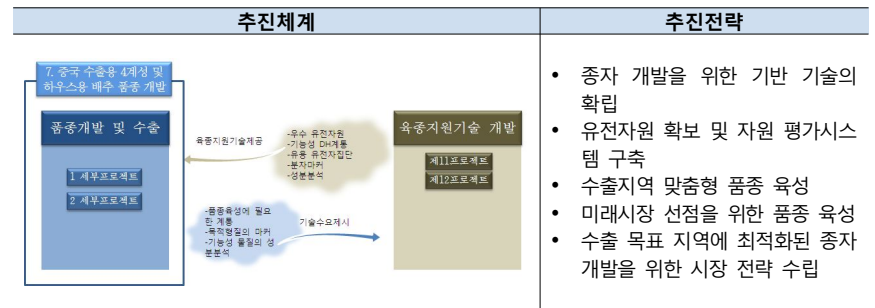 추진체계
추진전략
7. 중국 수출용 4계성 및
하우스용 배추 품종 개발
품종개발 및 수출
1 세부프로젝트
2 세부프로젝트
육종지원기술제공
-우수 유전자원
-기능성 DH계통
-유용 유전자집단
-분자마커
-성분분석
-품종육성에 필요
한 계통
-목적형질의 마커
-기능성 물질의 성
분분석
기술수요제시
육종지원기술 개발
제11프로젝트
제12프로젝트
• 종자 개발을 위한 기반 기술의
확립
• 유전자원 확보 및 자원 평가시스
템 구축
• 수출지역 맞춤형 품종 육성
• 미래시장 선점을 위한 품종 육성
• 수출 목표 지역에 최적화된 종자
개발을 위한 시장 전략 수립